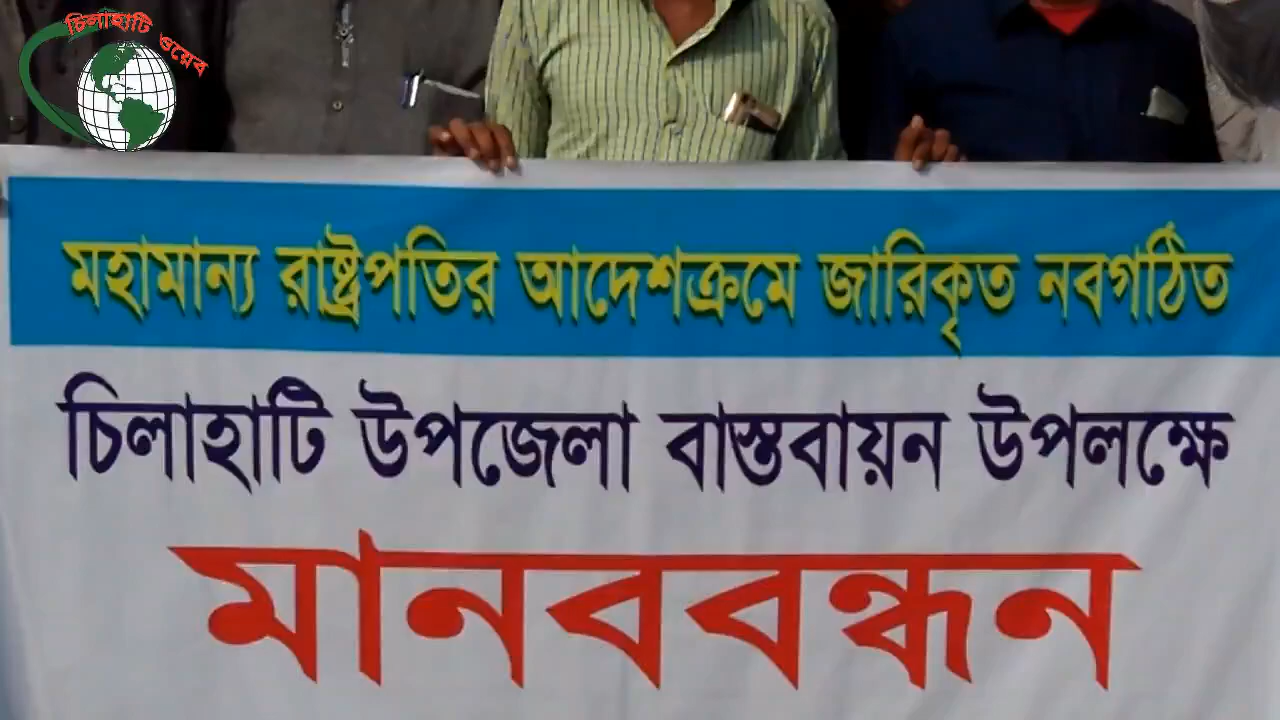 চিলাহাটি ওয়েব
মহামান্য রাষ্ট্রপতির আদেশক্রমে জারিকৃত নবগঠিত
চিলাহাটি উপজেলা বাস্তবায়ন উপলক্ষে
মানববন্ধন